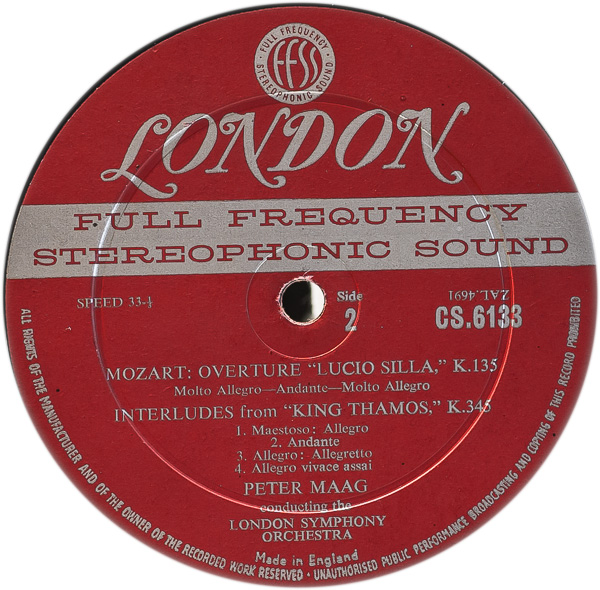 FULL FREQUENCY
FFSS
STEREOPHONIC SOUND
LONDON
FULL FREQUENCY
STEREOPHONIC SOUND
SPEED 33-⅓
Side
2
ZAL.4691
CS.6133
MOZART: OVERTURE “LUCIO SILLA,” K.135
Molto Allegro—Andante—Molto Allegro
INTERLUDES from “KING THAMOS,” K.345
1. Maestoso: Allegro
2. Andante
3. Allegro: Allegretto
4. Allegro vivace assai
PETER MAAG
conducting the
LONDON SYMPHONY
ORCHESTRA
Made in England
ALL RIGHTS OF THE MANUFACTURER AND OF THE OWNER OF THE RECORDED WORK RESERVED · UNAUTHORISED PUBLIC PERFORMANCE BROADCASTING AND COPYING OF THIS RECORD PROHIBITED